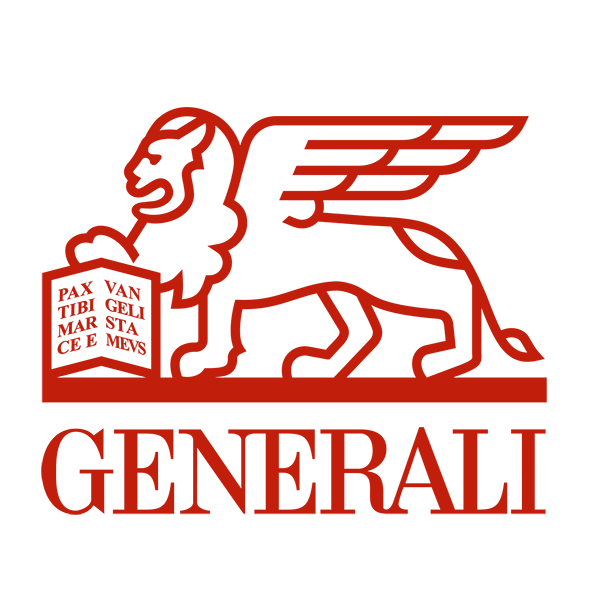 PAX
TIBI
MAR
CE E
VAN
GELI
STA
MEVS
GENERALI